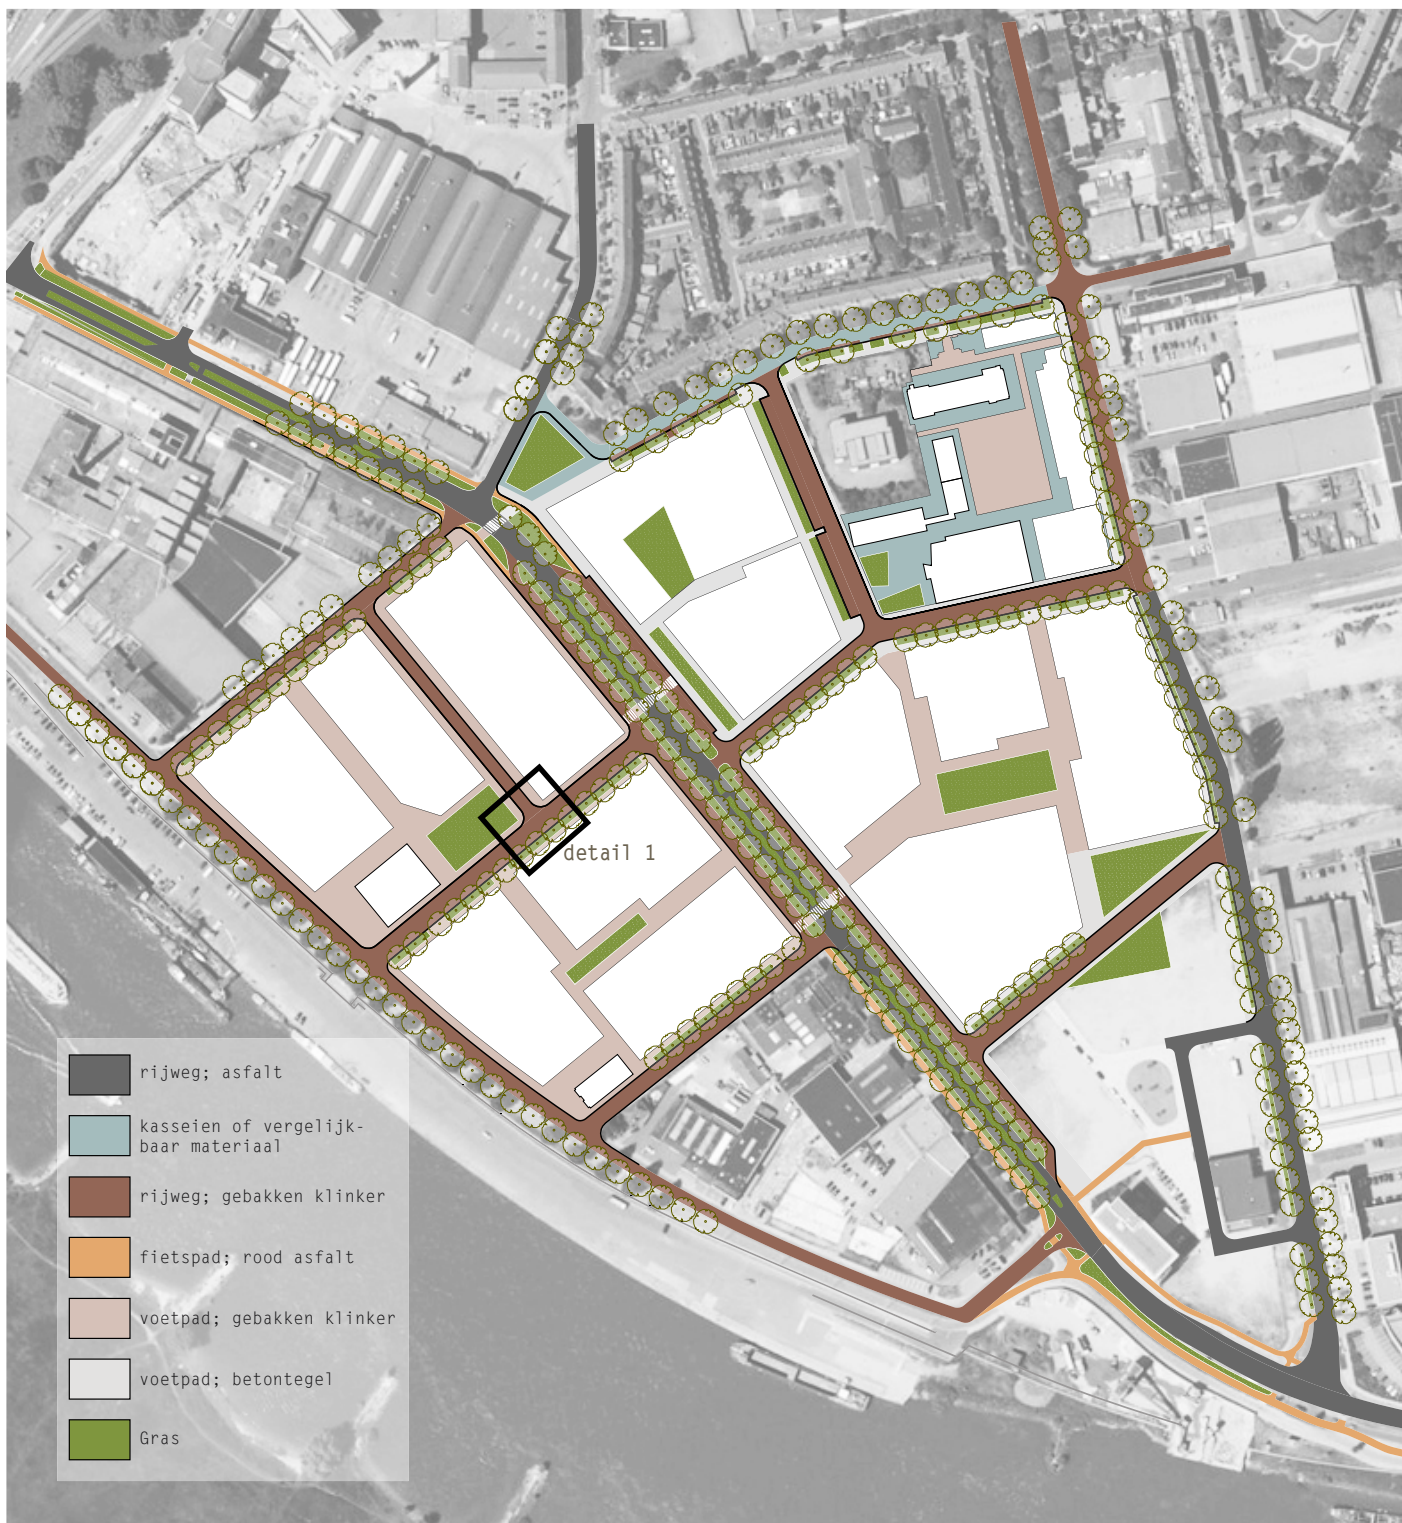 detail 1
rijweg; asfalt
kasseien of vergelijk-
baar materiaal
rijweg; gebakken klinker
fietspad; rood asfalt
voetpad; gebakken klinker
voetpad; betontegel
Gras